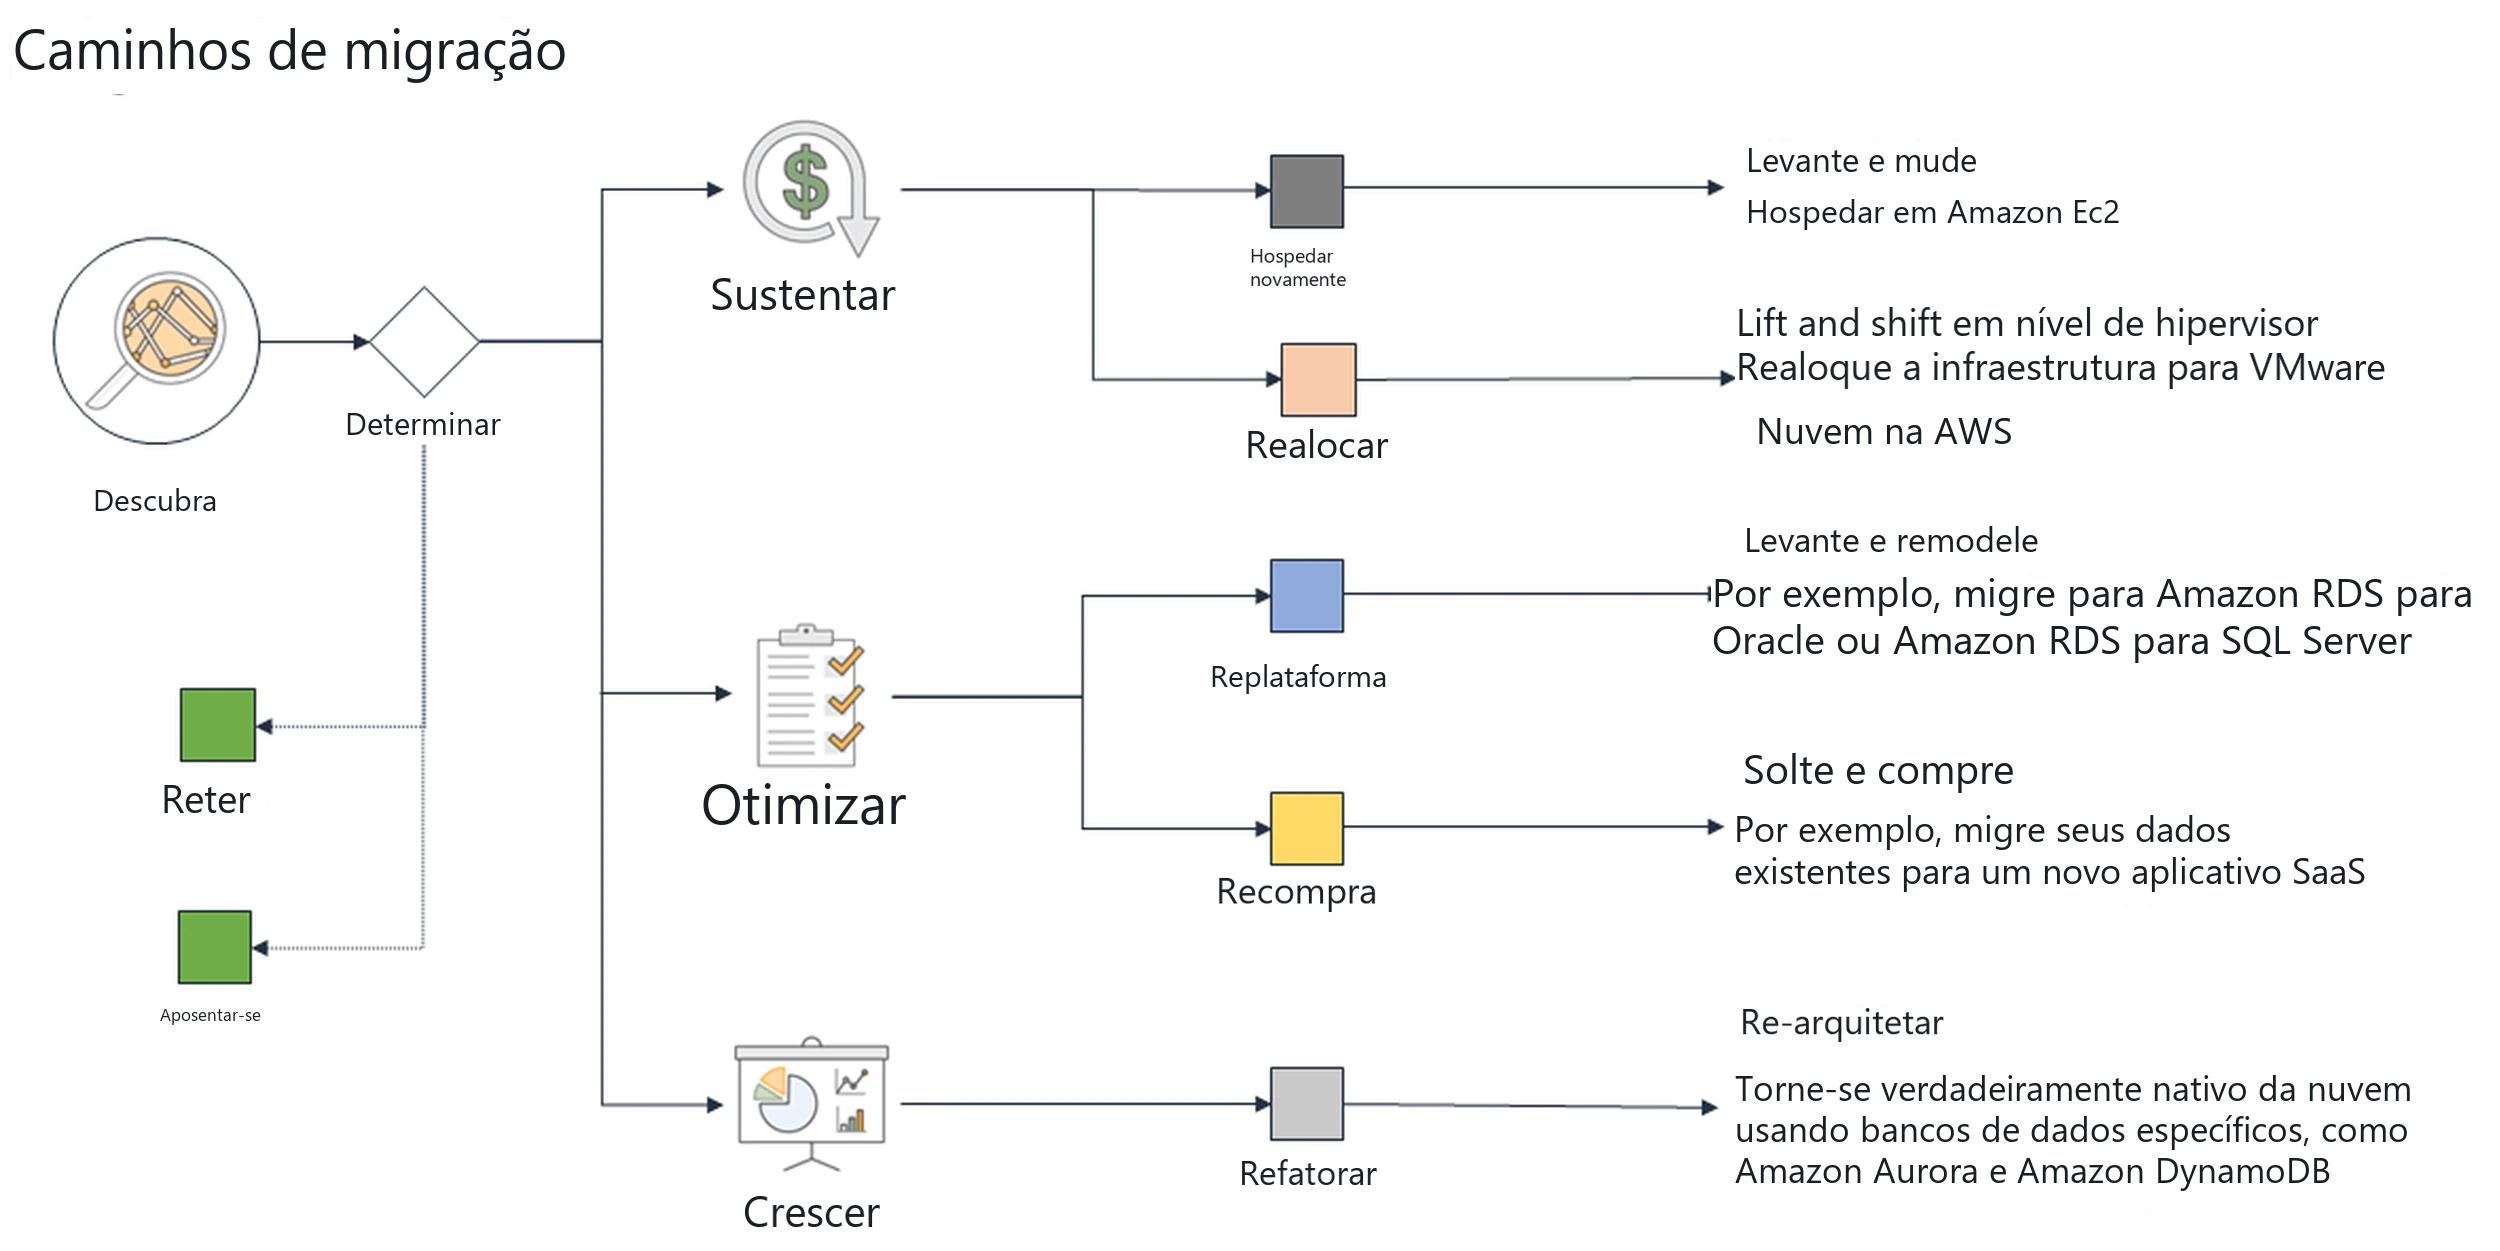 Caminhos de migração
Levante e mude
Hospedar em Amazon Ec2
Hospedar
novamente
Sustentar
Lift and shift em nível de hipervisor
Realoque a infraestrutura para VMware
Nuvem na AWS
Realocar
Determinar
Descubra
Levante e remodele
Por exemplo, migre para Amazon RDS para
Oracle ou Amazon RDS para SQL Server
Replataforma
Otimizar
Reter
Solte e compre
Por exemplo, migre seus dados
existentes para um novo aplicativo SaaS
Recompra
Aposentar-se
Re-arquitetar
Torne-se verdadeiramente nativo da nuvem
usando bancos de dados específicos, como
Amazon Aurora e Amazon DynamoDB
Refatorar
Crescer